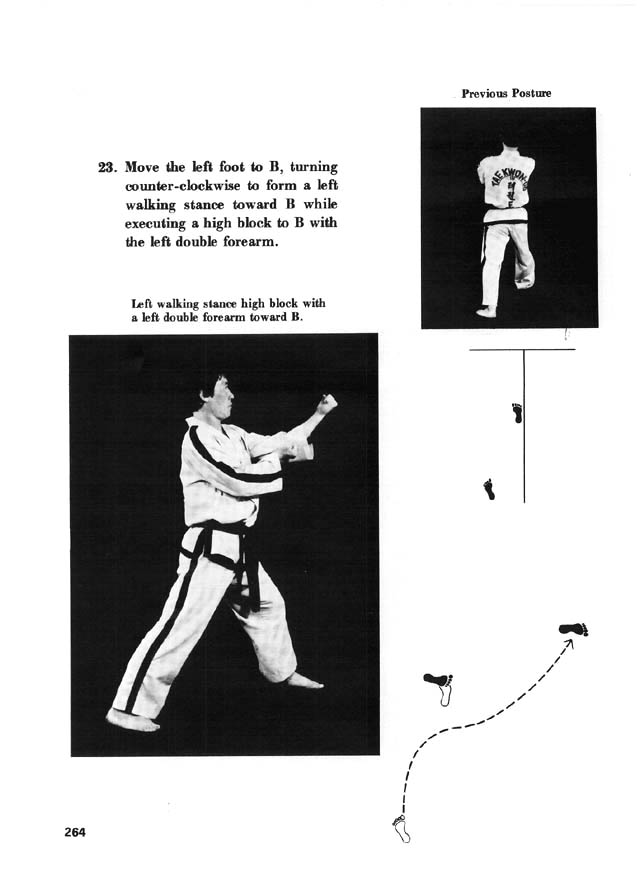 Previous Posture
23. Move the left foot to B, turning
counter-clockwise to form a left
walking stance toward B while
executing a high block to B with
the left double forearm.
TAEKWON-DO
Left walking stance high block with
a left double forearm toward B.
264